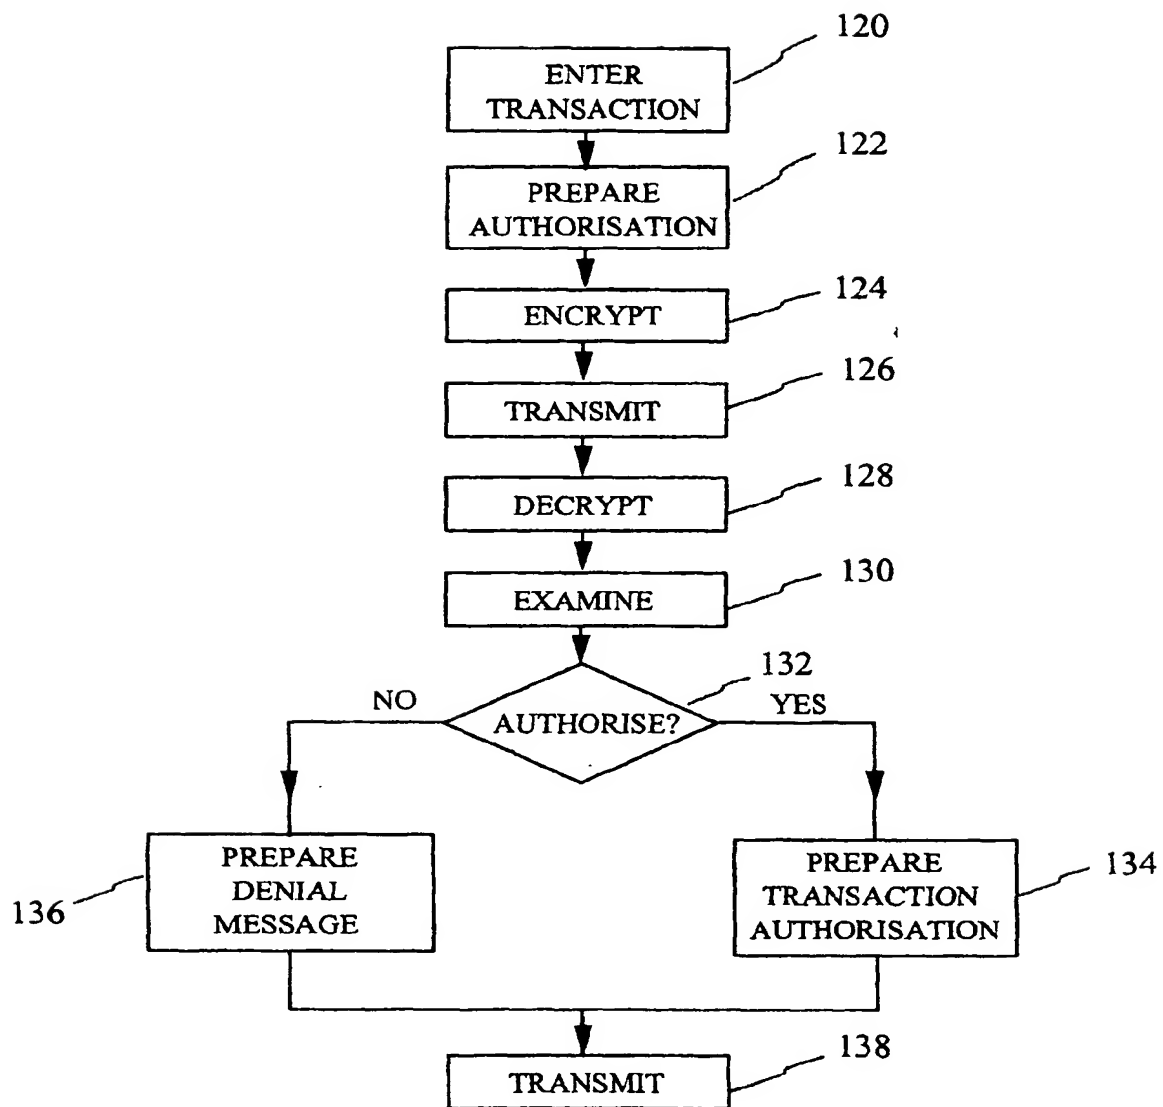 120
ENTER
TRANSACTION
122
PREPARE
AUTHORISATION
124
ENCRYPT
126
TRANSMIT
128
DECRYPT
130
EXAMINE
132
NO
AUTHORISE?
YES
PREPARE
DENIAL
MESSAGE
136
PREPARE
TRANSACTION
AUTHORISATION
134
138
TRANSMIT